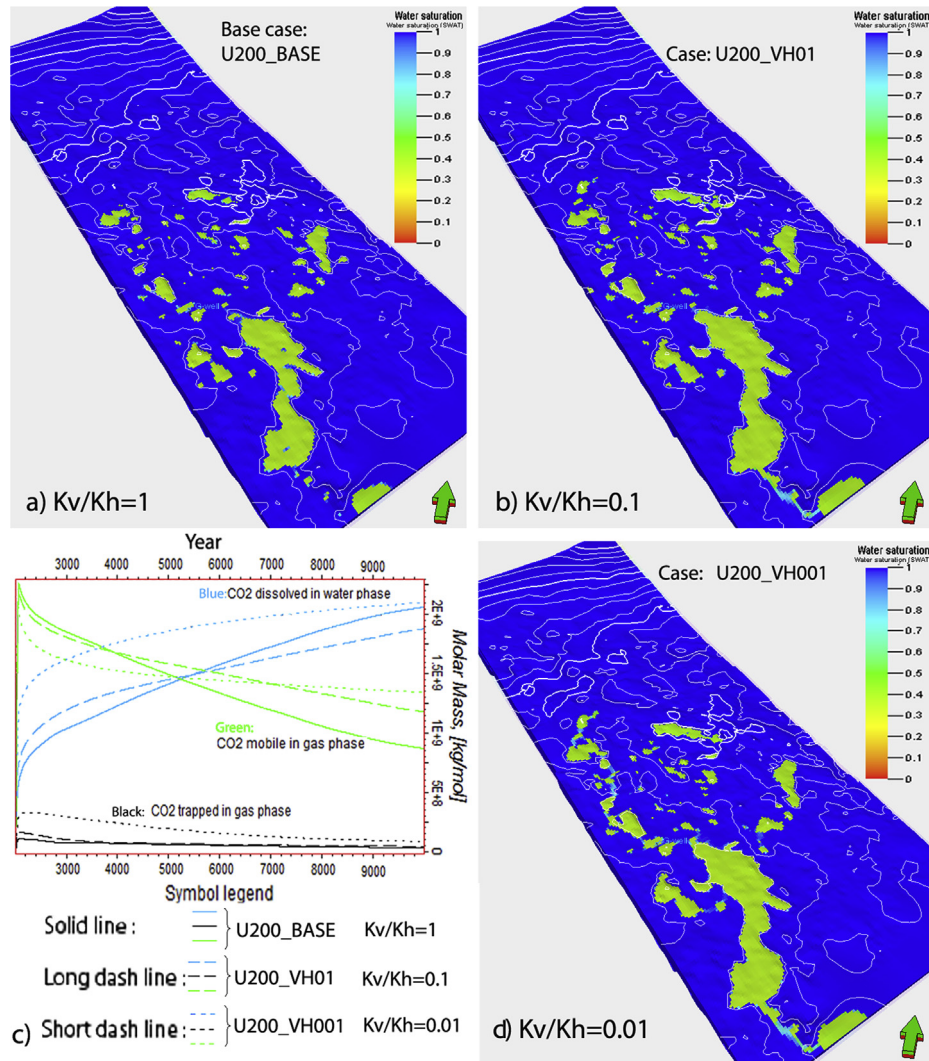 Base case:
U200_BASE
Water saturation
Water saturation (SWAT)
1
0.9
0.8
0.7
0.6
0.5
0.4
0.3
0.2
0.1
0
a) Kv/Kh=1
Case: U200_VH01
Water saturation
Water saturation (SWAT)
1
0.9
0.8
0.7
0.6
0.5
0.4
0.3
0.2
0.1
0
b) Kv/Kh=0.1
Year
3000 4000 5000 6000 7000 8000 9000
Blue:CO2 dissolved in water phase
Green:
CO2 mobile in gas phase
Black: CO2 trapped in gas phase
2E+9
1.5E+9
1E+9
5E+8
0
Molar Mass, [kg/mol]
3000 4000 5000 6000 7000 8000 9000
Symbol legend
Solid line : U200_BASE Kv/Kh=1
Long dash line : U200_VH01 Kv/Kh=0.1
Short dash line : U200_VH001 Kv/Kh=0.01
c)
Case: U200_VH001
Water saturation
Water saturation (SWAT)
1
0.9
0.8
0.7
0.6
0.5
0.4
0.3
0.2
0.1
0
d) Kv/Kh=0.01